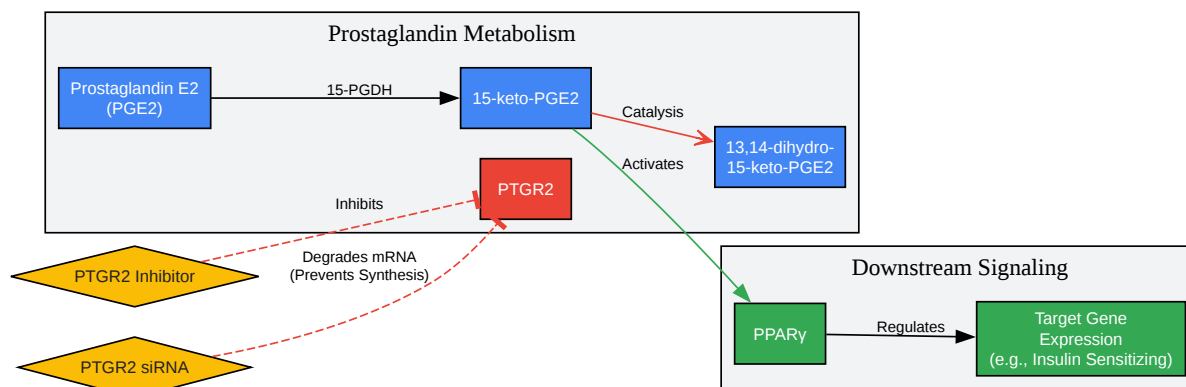 Prostaglandin Metabolism
Prostaglandin E2
(PGE2)
15-PGDH
15-keto-PGE2
Catalysis
13,14-dihydro-
15-keto-PGE2
Activates
PTGR2
Inhibits
Degrades mRNA
(Prevents Synthesis)
PTGR2 Inhibitor
PTGR2 siRNA
Downstream Signaling
PPARγ
Regulates
Target Gene
Expression
(e.g., Insulin Sensitizing)